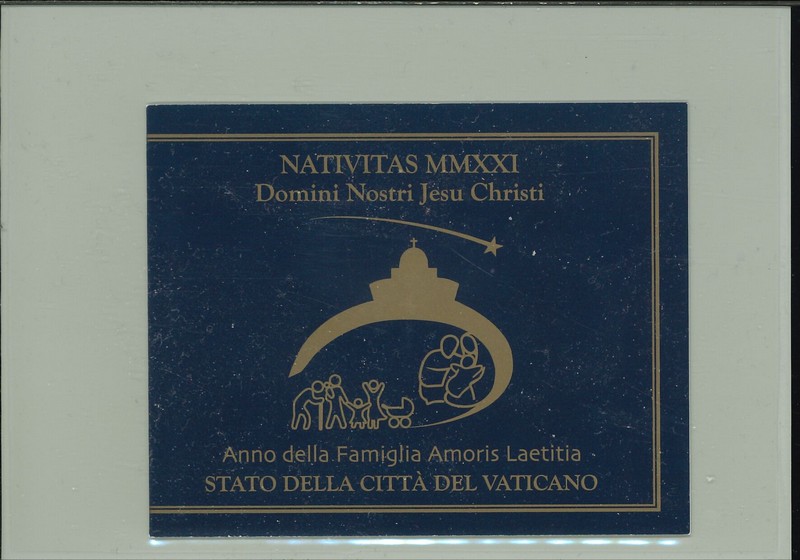 NATIVITAS MMXXI
Domini Nostri Jesu Christi
Anno della Famiglia Amoris Laetitia
STATO DELLA CITTÀ DEL VATICANO